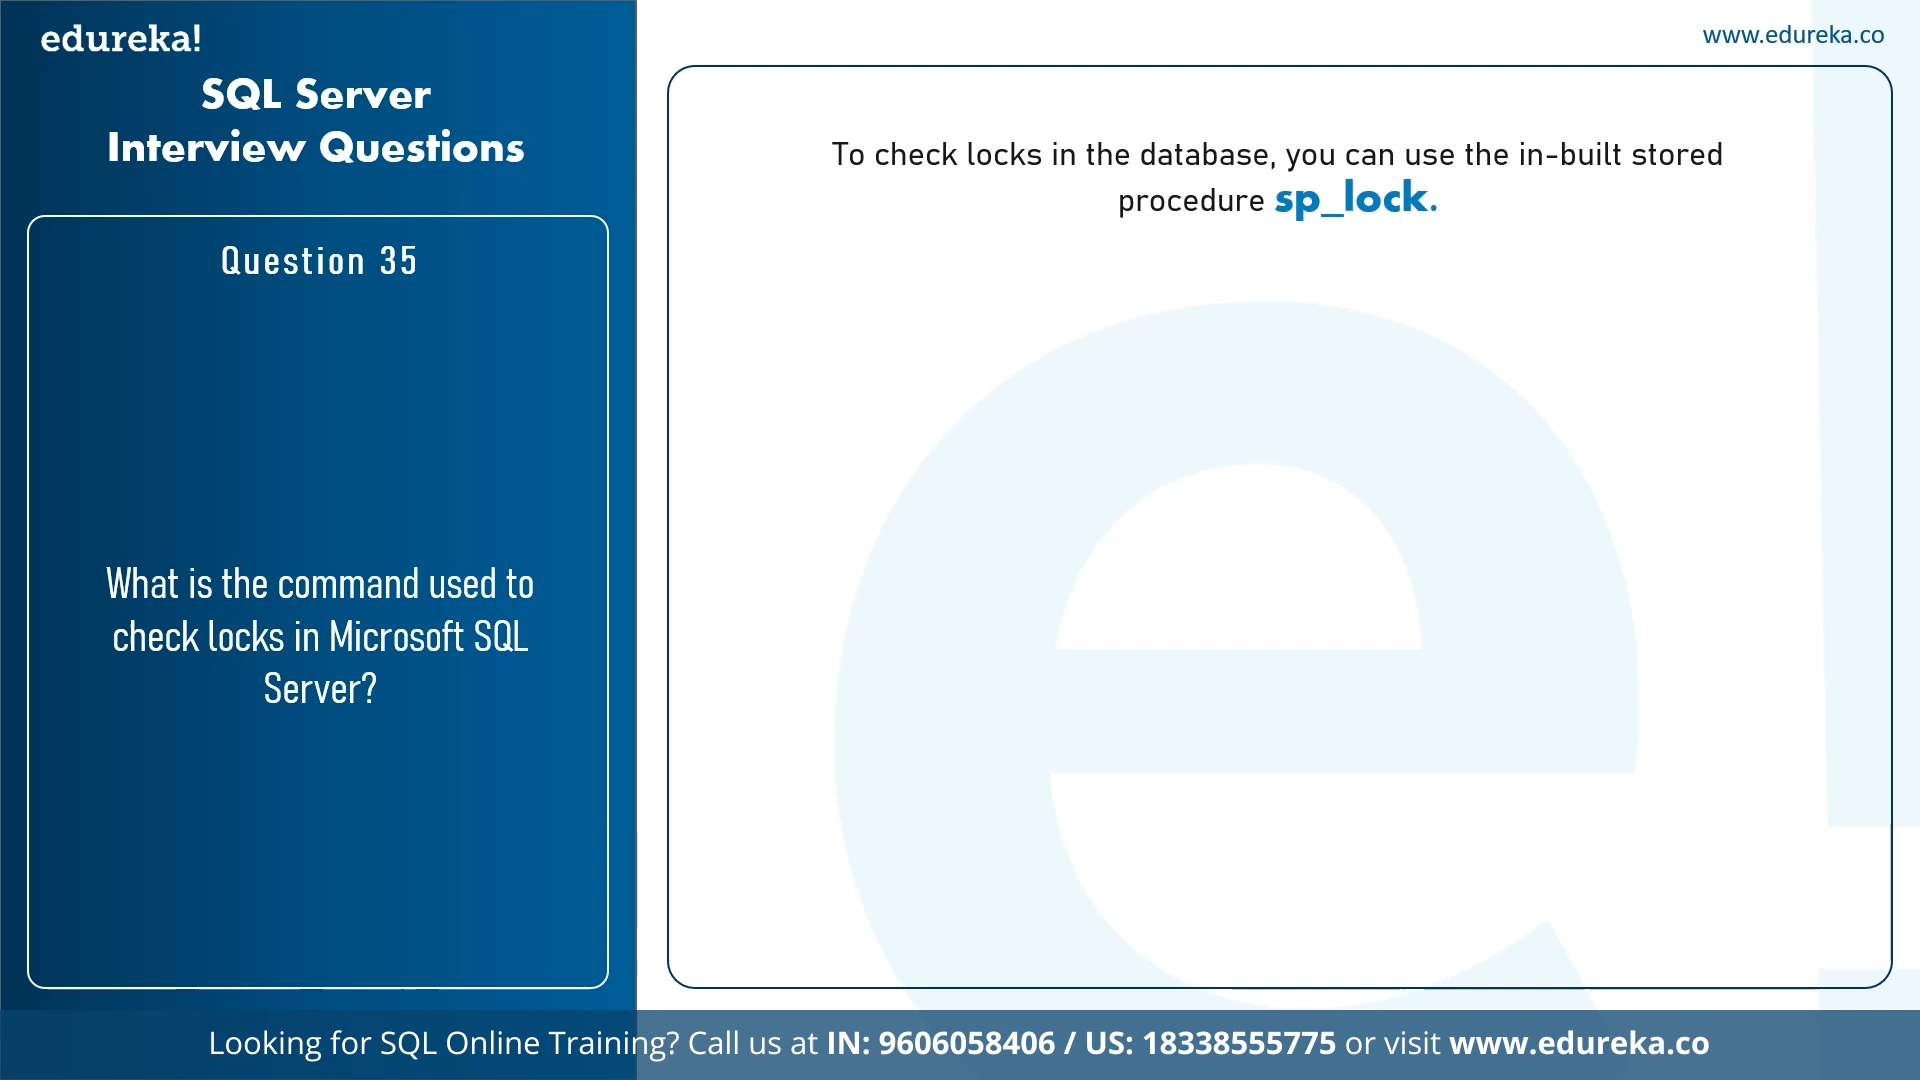 edureka!
SQL Server
Interview Questions
Question 35
What is the command used to
check locks in Microsoft SQL
Server?
www.edureka.co
To check locks in the database, you can use the in-built stored
procedure sp_lock.
Looking for SQL Online Training? Call us at IN: 9606058406 / US: 18338555775 or visit www.edureka.co